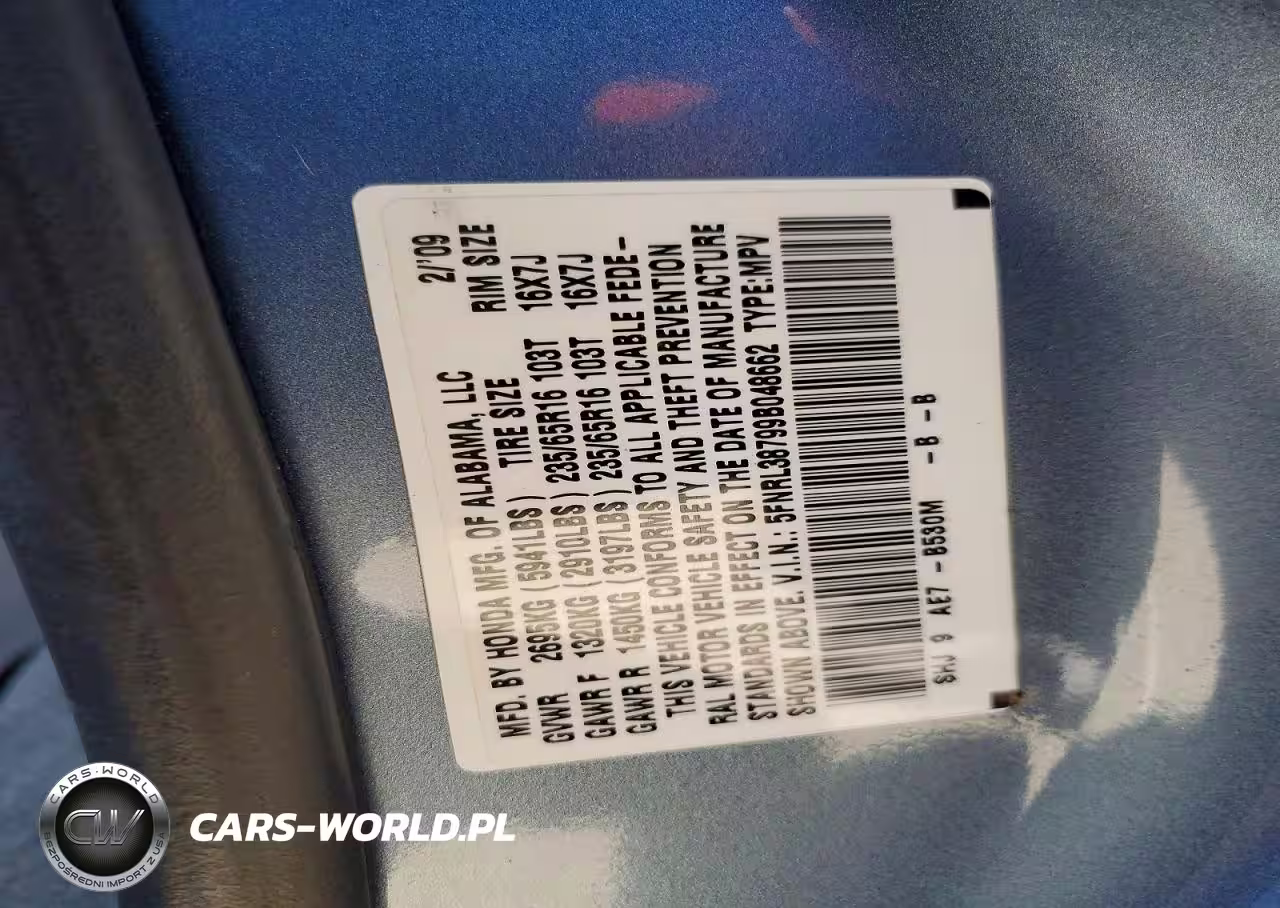 MFD. BY HONDA MFG. OF ALABAMA, LLC 2/'09
GVWR 2695KG (5941LBS) TIRE SIZE RIM SIZE
GAWR F 1320KG (2910LBS) 235/65R16 103T 16X7J
GAWR R 1450KG (3197LBS) 235/65R16 103T 16X7J
THIS VEHICLE CONFORMS TO ALL APPLICABLE FEDE-
RAL MOTOR VEHICLE SAFETY AND THEFT PREVENTION
STANDARDS IN EFFECT ON THE DATE OF MANUFACTURE
SHOWN ABOVE. V.I.N.: 5FNRL38799B048662 TYPE:MPV
SHJ 9 AE7 -B530M -B -B
CARS-WORLD
CW
BEZPOŚREDNI IMPORT Z USA
CARS-WORLD.PL